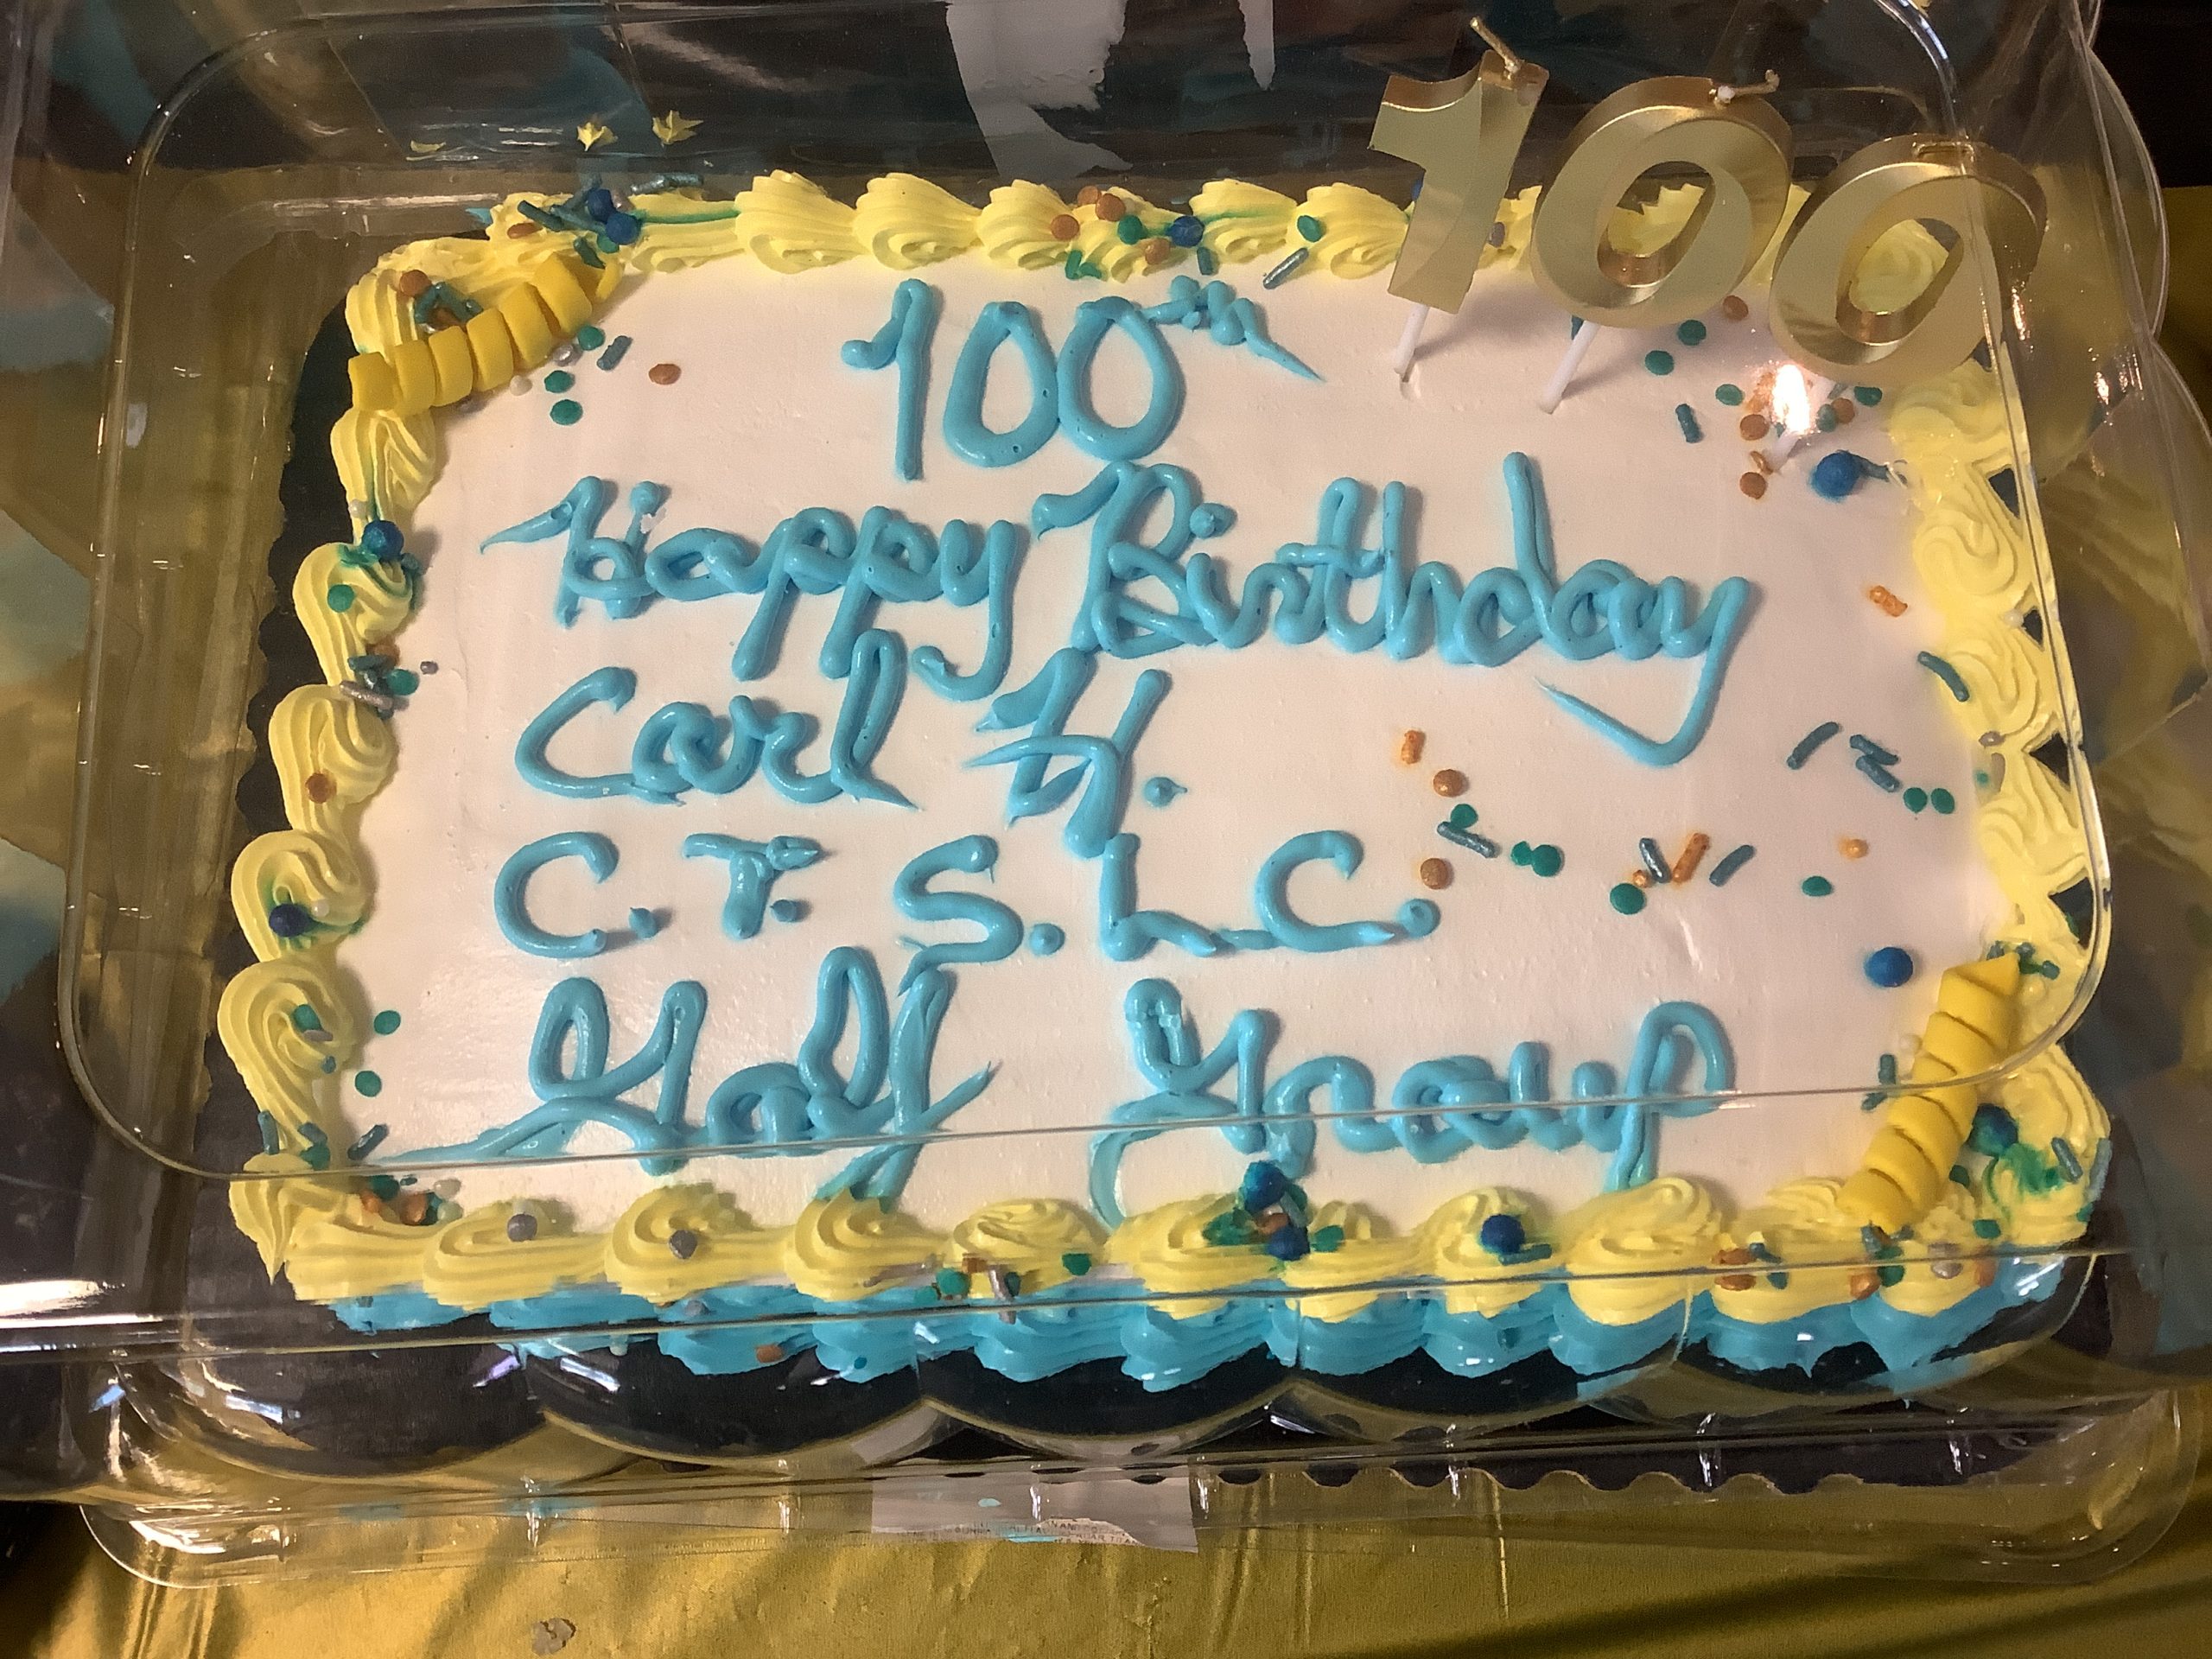 100
100th
Happy Birthday
Carl H.
C.T. S.L.C.
Golf Group